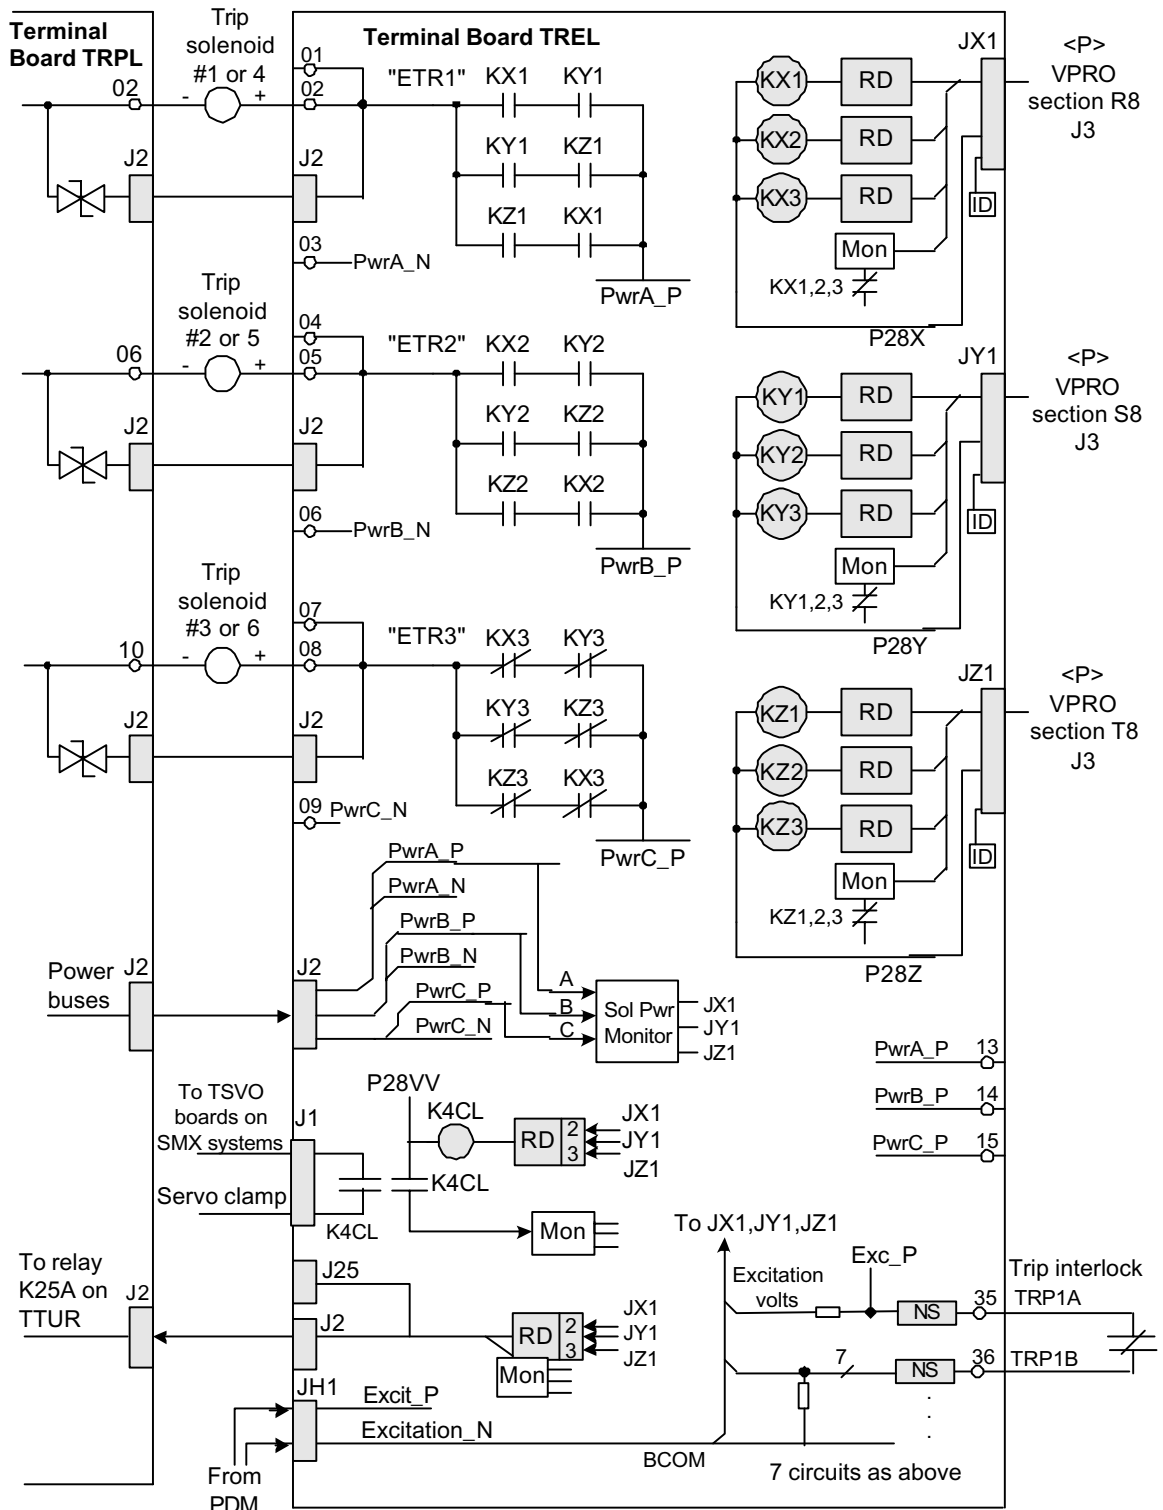 Terminal
Board TRPL
Trip
solenoid
#1 or 4
Terminal Board TREL
01
02
-
+
02
"ETR1"
KX1
KY1
KY1
KZ1
KZ1
KX1
J2
J2
03
PwrA_N
PwrA_P
KX1
RD
KX2
RD
KX3
RD
Mon
KX1,2,3
P28X
JX1
ID
<P>
VPRO
section R8
J3
Trip
solenoid
#2 or 5
06
-
+
04
05
"ETR2"
KX2
KY2
KY2
KZ2
KZ2
KX2
J2
J2
06
PwrB_N
PwrB_P
KY1
RD
KY2
RD
KY3
RD
Mon
KY1,2,3
P28Y
JY1
ID
<P>
VPRO
section S8
J3
Trip
solenoid
#3 or 6
10
-
+
07
08
"ETR3"
KX3
KY3
KY3
KZ3
KZ3
KX3
J2
J2
09
PwrC_N
PwrC_P
KZ1
RD
KZ2
RD
KZ3
RD
Mon
KZ1,2,3
P28Z
JZ1
ID
<P>
VPRO
section T8
J3
Power
buses
J2
J2
PwrA_P
PwrA_N
PwrB_P
PwrB_N
PwrC_P
PwrC_N
A
B
C
Sol Pwr
Monitor
JX1
JY1
JZ1
PwrA_P
13
PwrB_P
14
PwrC_P
15
To TSVO
boards on
SMX systems
Servo clamp
J1
K4CL
P28VV
K4CL
K4CL
RD
2
3
JX1
JY1
JZ1
Mon
To relay
K25A on
TTUR
J2
J25
J2
RD
2
3
JX1
JY1
JZ1
Mon
JH1
Excit_P
Excitation_N
From
PDM
BCOM
To JX1,JY1,JZ1
Excitation
volts
Exc_P
NS
35
Trip interlock
TRP1A
7
NS
36
TRP1B
7 circuits as above